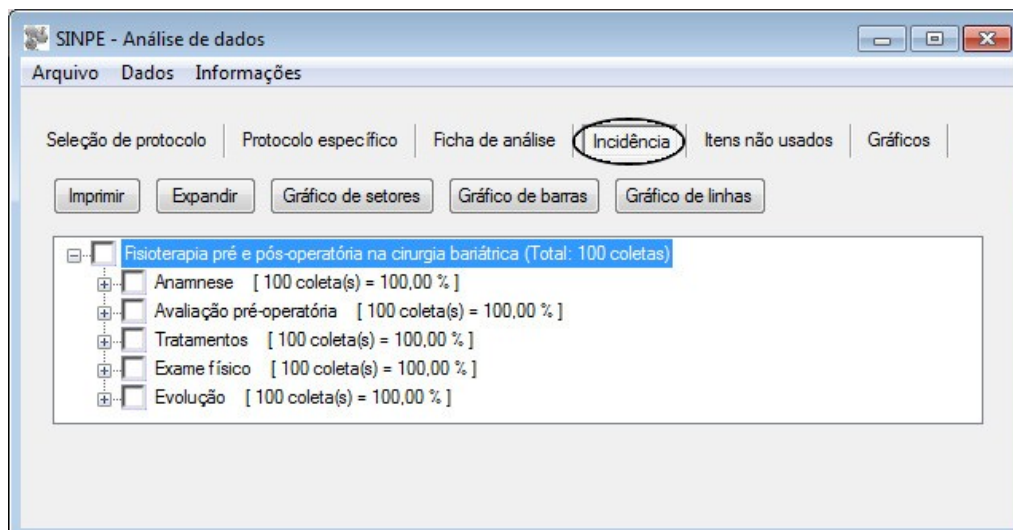 SINPE - Análise de dados
Arquivo Dados Informações
Seleção de protocolo Protocolo específico Ficha de análise Incidência Itens não usados Gráficos
Imprimir Expandir Gráfico de setores Gráfico de barras Gráfico de linhas
Fisioterapia pré e pós-operatória na cirurgia bariátrica (Total: 100 coletas)
Anamnese [ 100 coleta(s) = 100,00 % ]
Avaliação pré-operatória [ 100 coleta(s) = 100,00 % ]
Tratamentos [ 100 coleta(s) = 100,00 % ]
Exame físico [ 100 coleta(s) = 100,00 % ]
Evolução [ 100 coleta(s) = 100,00 % ]